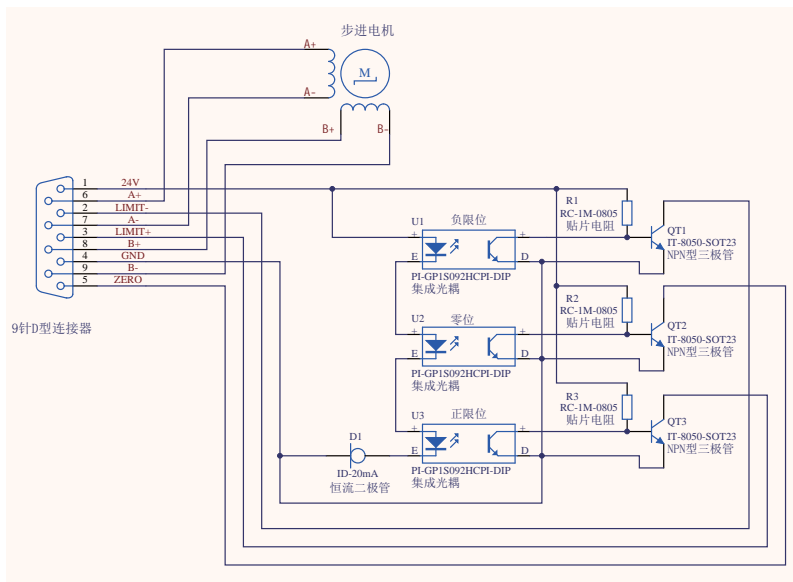 步进电机
A+
M
A-
B+
B-
1 24V
6 A+
2 LIMIT-
7 A-
3 LIMIT+
8 B+
4 GND
9 B-
5 ZERO
9针D型连接器
U1 负限位
+ +
E D
PI-GP1S092HCPI-DIP
集成光耦
R1
RC-1M-0805
贴片电阻
QT1
IT-8050-SOT23
NPN型三极管
U2 零位
+ +
E D
PI-GP1S092HCPI-DIP
集成光耦
R2
RC-1M-0805
贴片电阻
QT2
IT-8050-SOT23
NPN型三极管
U3 正限位
+ +
E D
PI-GP1S092HCPI-DIP
集成光耦
R3
RC-1M-0805
贴片电阻
QT3
IT-8050-SOT23
NPN型三极管
D1
ID-20mA
恒流二极管